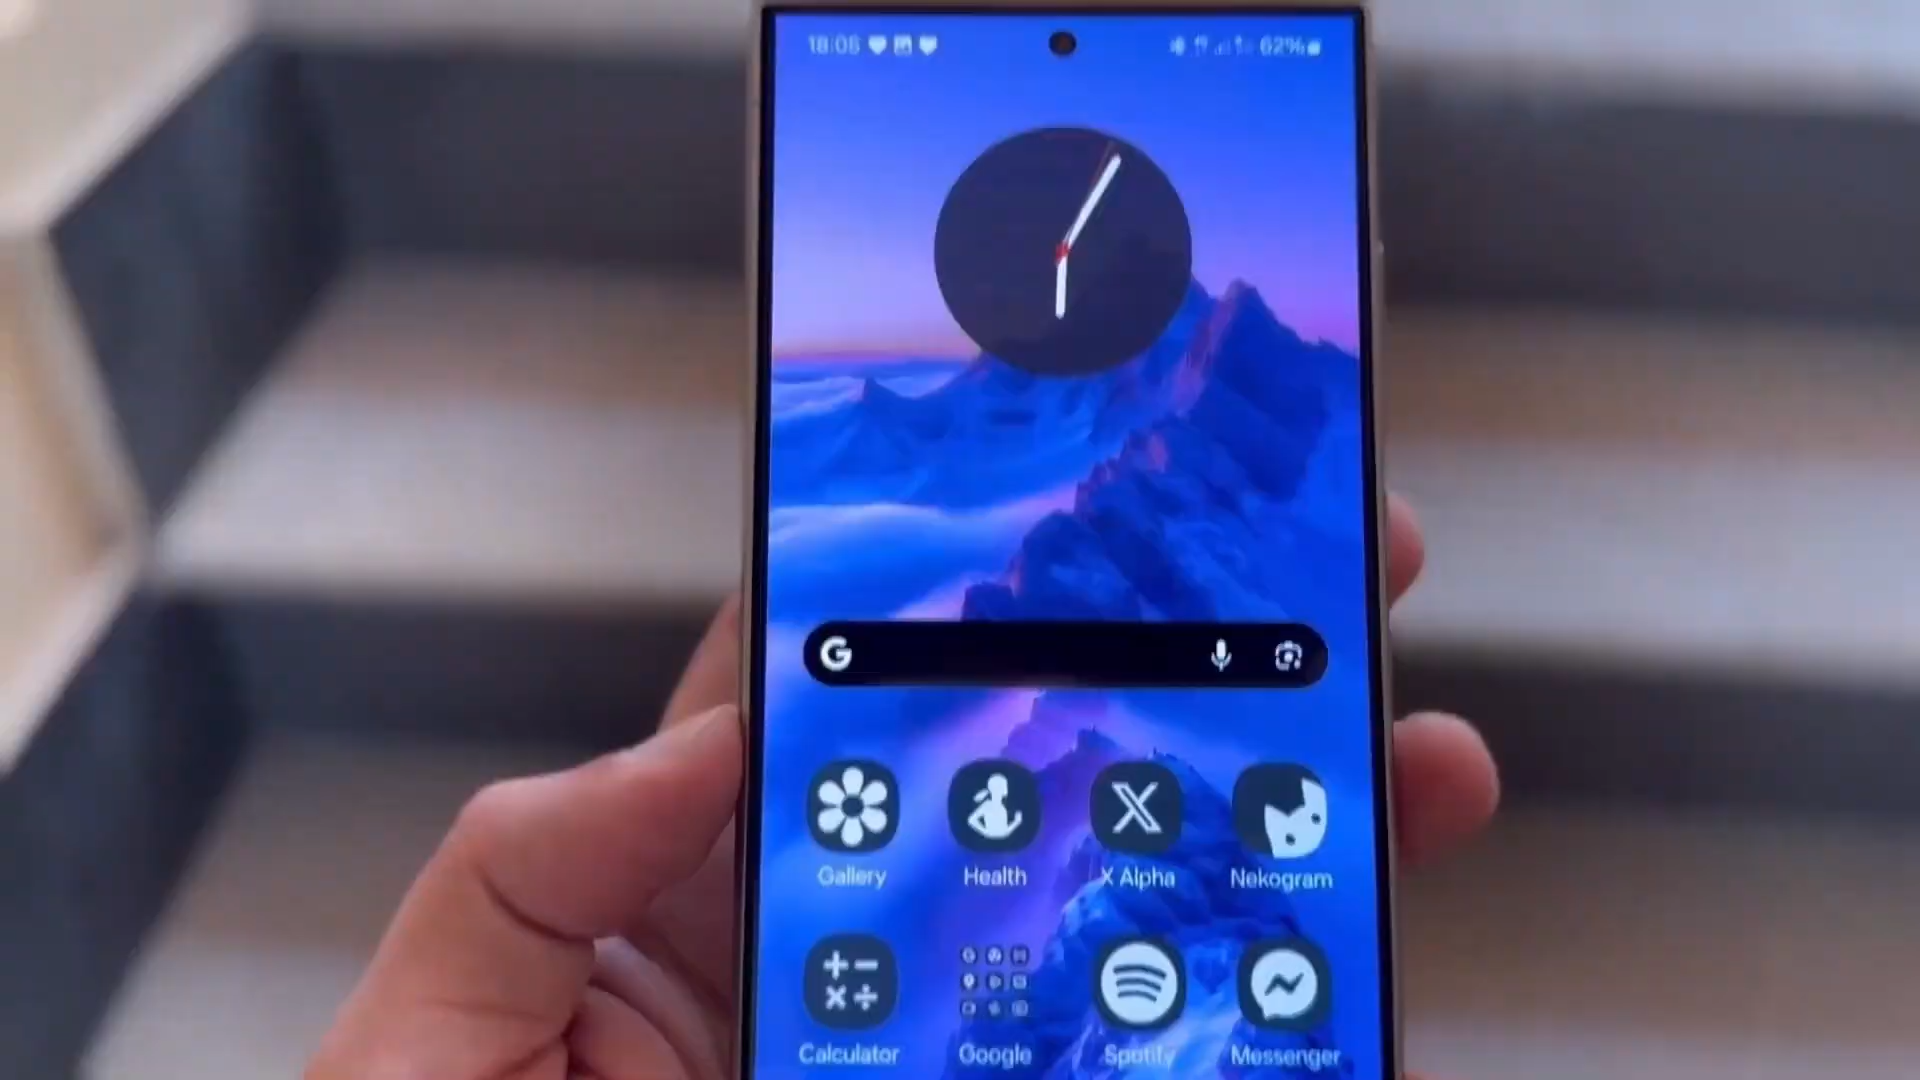 18:06 62%
G
Gallery Health X Alpha Nekogram
Calculator Google Spotify Messenger